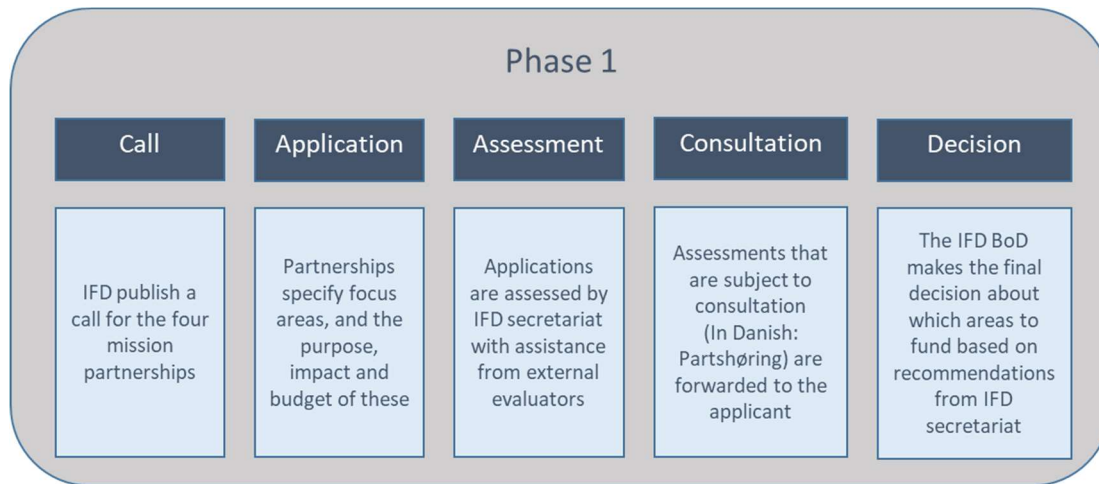 Phase 1
Call
IFD publish a
call for the four
mission
partnerships
Application
Partnerships
specify focus
areas, and the
purpose,
impact and
budget of these
Assessment
Applications
are assessed by
IFD secretariat
with assistance
from external
evaluators
Consultation
Assessments that
are subject to
consultation
(In Danish:
Partshøring) are
forwarded to the
applicant
Decision
The IFD BoD
makes the final
decision about
which areas to
fund based on
recommendations
from IFD
secretariat